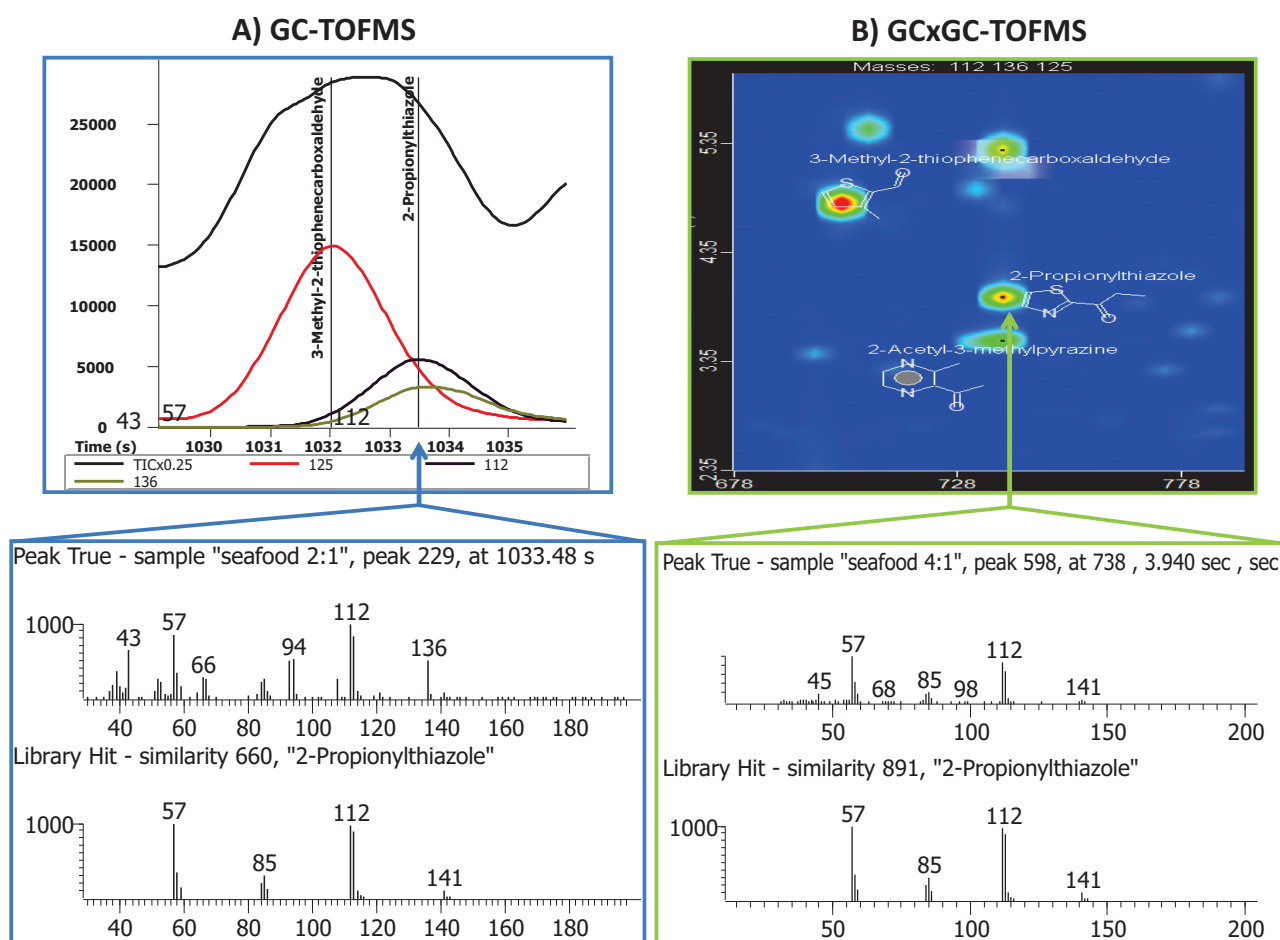 A) GC-TOFMS
B) GCxGC-TOFMS
25000
20000
15000
10000
5000
0
3-Methyl-2-thiophenecarboxaldehyde
2-Propionylthiazole
43 57 112
Time (s) 1030 1031 1032 1033 1034 1035
TICx0.25 125 112
136
Masses: 112 136 125
5.35
4.35
3.35
2.35
3-Methyl-2-thiophenecarboxaldehyde
S
O
2-Propionylthiazole
S
N
O
2-Acetyl-3-methylpyrazine
N
N
O
678 728 778
Peak True - sample "seafood 2:1", peak 229, at 1033.48 s
1000
43 57 66 94 112 136
40 60 80 100 120 140 160 180
Library Hit - similarity 660, "2-Propionylthiazole"
1000
57 85 112 141
40 60 80 100 120 140 160 180
Peak True - sample "seafood 4:1", peak 598, at 738 , 3.940 sec , sec
45 57 68 85 98 112 141
50 100 150 200
Library Hit - similarity 891, "2-Propionylthiazole"
1000
57 85 112 141
50 100 150 200